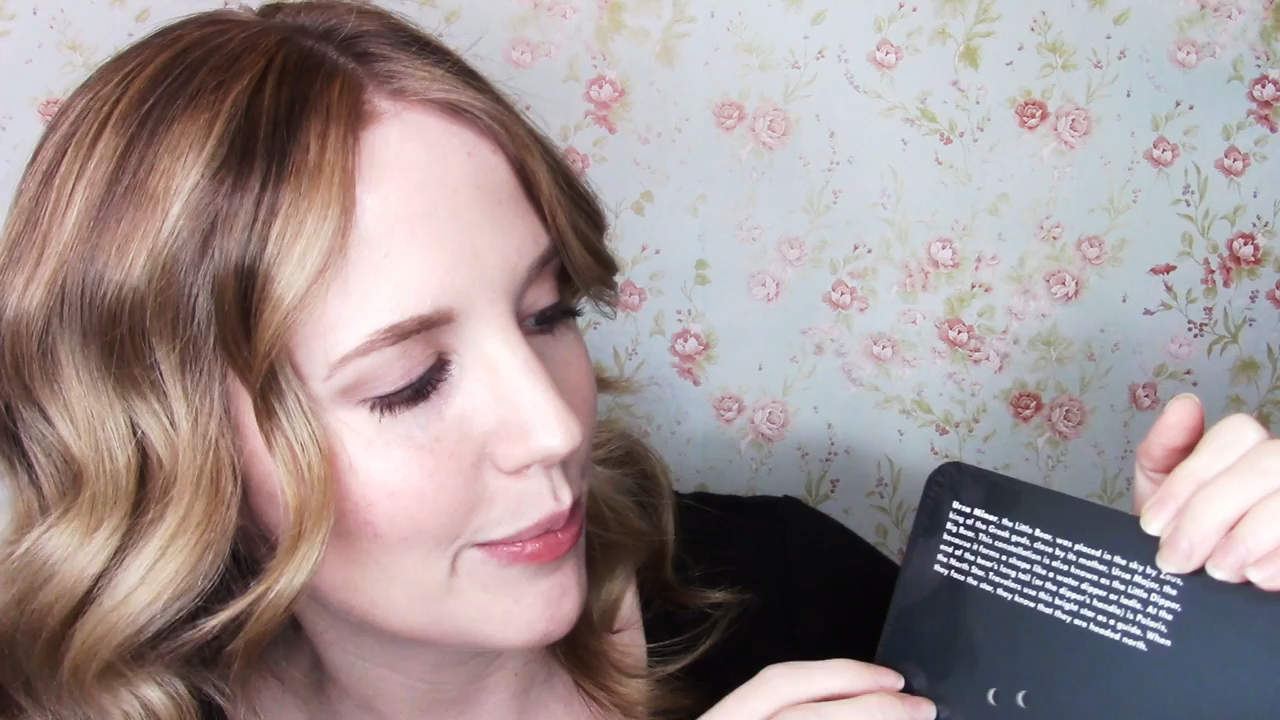 Ursa Minor, the Little Bear, was placed in the sky by Zeus,
king of the Greek gods, close by its mother, Ursa Major, the
Big Bear. This constellation is also known as the Little Dipper,
because it forms a shape like a water dipper or ladle. At the
end of the bear's long tail (or the dipper's handle) is Polaris,
the North Star. Travelers use this bright star as a guide. When
they face the star, they know that they are headed north.